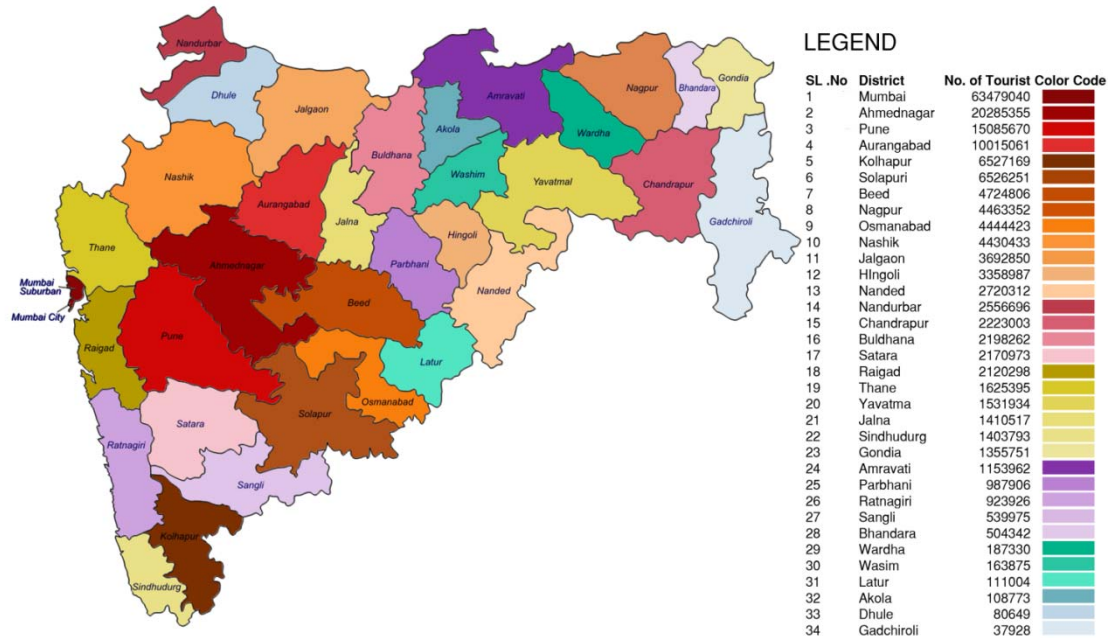 Nandurbar
Dhule
Jalgaon
Buldhana
Akola
Amravati
Washim
Wardha
Nagpur
Bhandara
Gondia
Nashik
Aurangabad
Jalna
Yavatmal
Chandrapur
Gadchiroli
Thane
Ahmednagar
Parbhani
Hingoli
Nanded
Mumbai
Suburban
Mumbai City
Raigad
Pune
Beed
Latur
Satara
Solapur
Osmanabad
Ratnagiri
Sangli
Kolhapur
Sindhudurg
LEGEND
SL .No District No. of Tourist Color Code
1 Mumbai 63479040
2 Ahmednagar 20285355
3 Pune 15085670
4 Aurangabad 10015061
5 Kolhapur 6527169
6 Solapuri 6526251
7 Beed 4724806
8 Nagpur 4463352
9 Osmanabad 4444423
10 Nashik 4430433
11 Jalgaon 3692850
12 HIngoli 3358987
13 Nanded 2720312
14 Nandurbar 2556696
15 Chandrapur 2223003
16 Buldhana 2198262
17 Satara 2170973
18 Raigad 2120298
19 Thane 1625395
20 Yavatma 1531934
21 Jalna 1410517
22 Sindhudurg 1403793
23 Gondia 1355751
24 Amravati 1153962
25 Parbhani 987906
26 Ratnagiri 923926
27 Sangli 539975
28 Bhandara 504342
29 Wardha 187330
30 Wasim 163875
31 Latur 111004
32 Akola 108773
33 Dhule 80649
34 Gadchiroli 37928